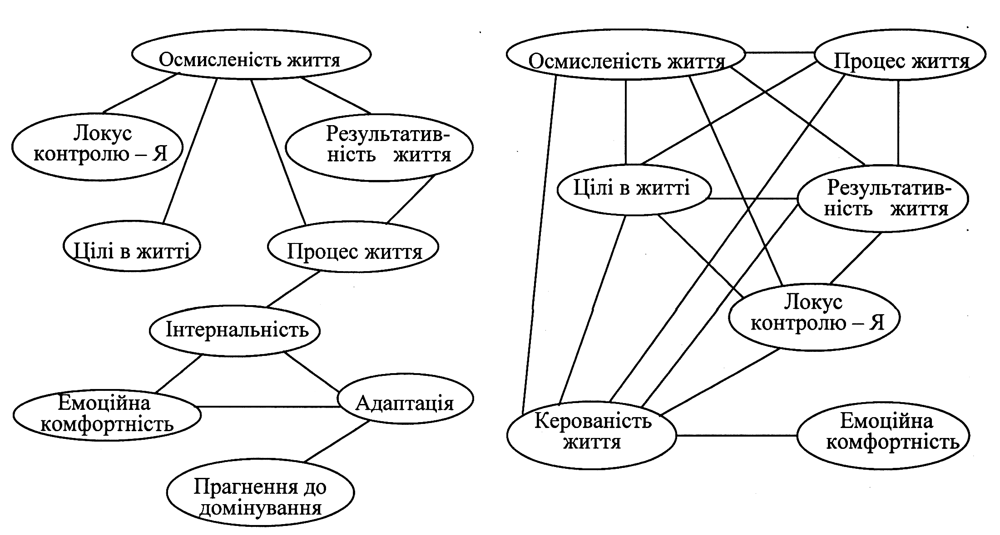 Осмисленість життя
Локус
контролю – Я
Результатив-
ність життя
Цілі в житті
Процес життя
Інтернальність
Емоційна
комфортність
Адаптація
Прагнення до
домінування
Осмисленість життя
Процес життя
Цілі в житті
Результатив-
ність життя
Локус
контролю – Я
Керованість
життя
Емоційна
комфортність